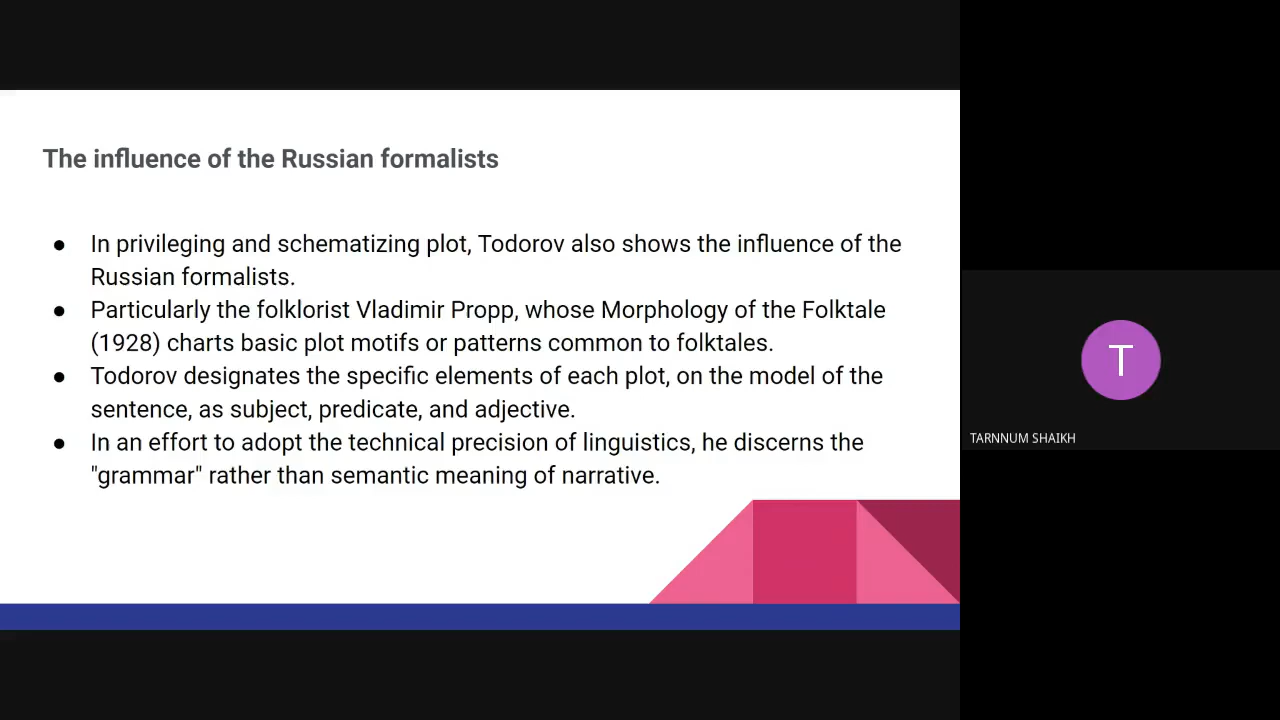 The influence of the Russian formalists
● In privileging and schematizing plot, Todorov also shows the influence of the
Russian formalists.
● Particularly the folklorist Vladimir Propp, whose Morphology of the Folktale
(1928) charts basic plot motifs or patterns common to folktales.
● Todorov designates the specific elements of each plot, on the model of the
sentence, as subject, predicate, and adjective.
● In an effort to adopt the technical precision of linguistics, he discerns the
"grammar" rather than semantic meaning of narrative.
T
TARNNUM SHAIKH